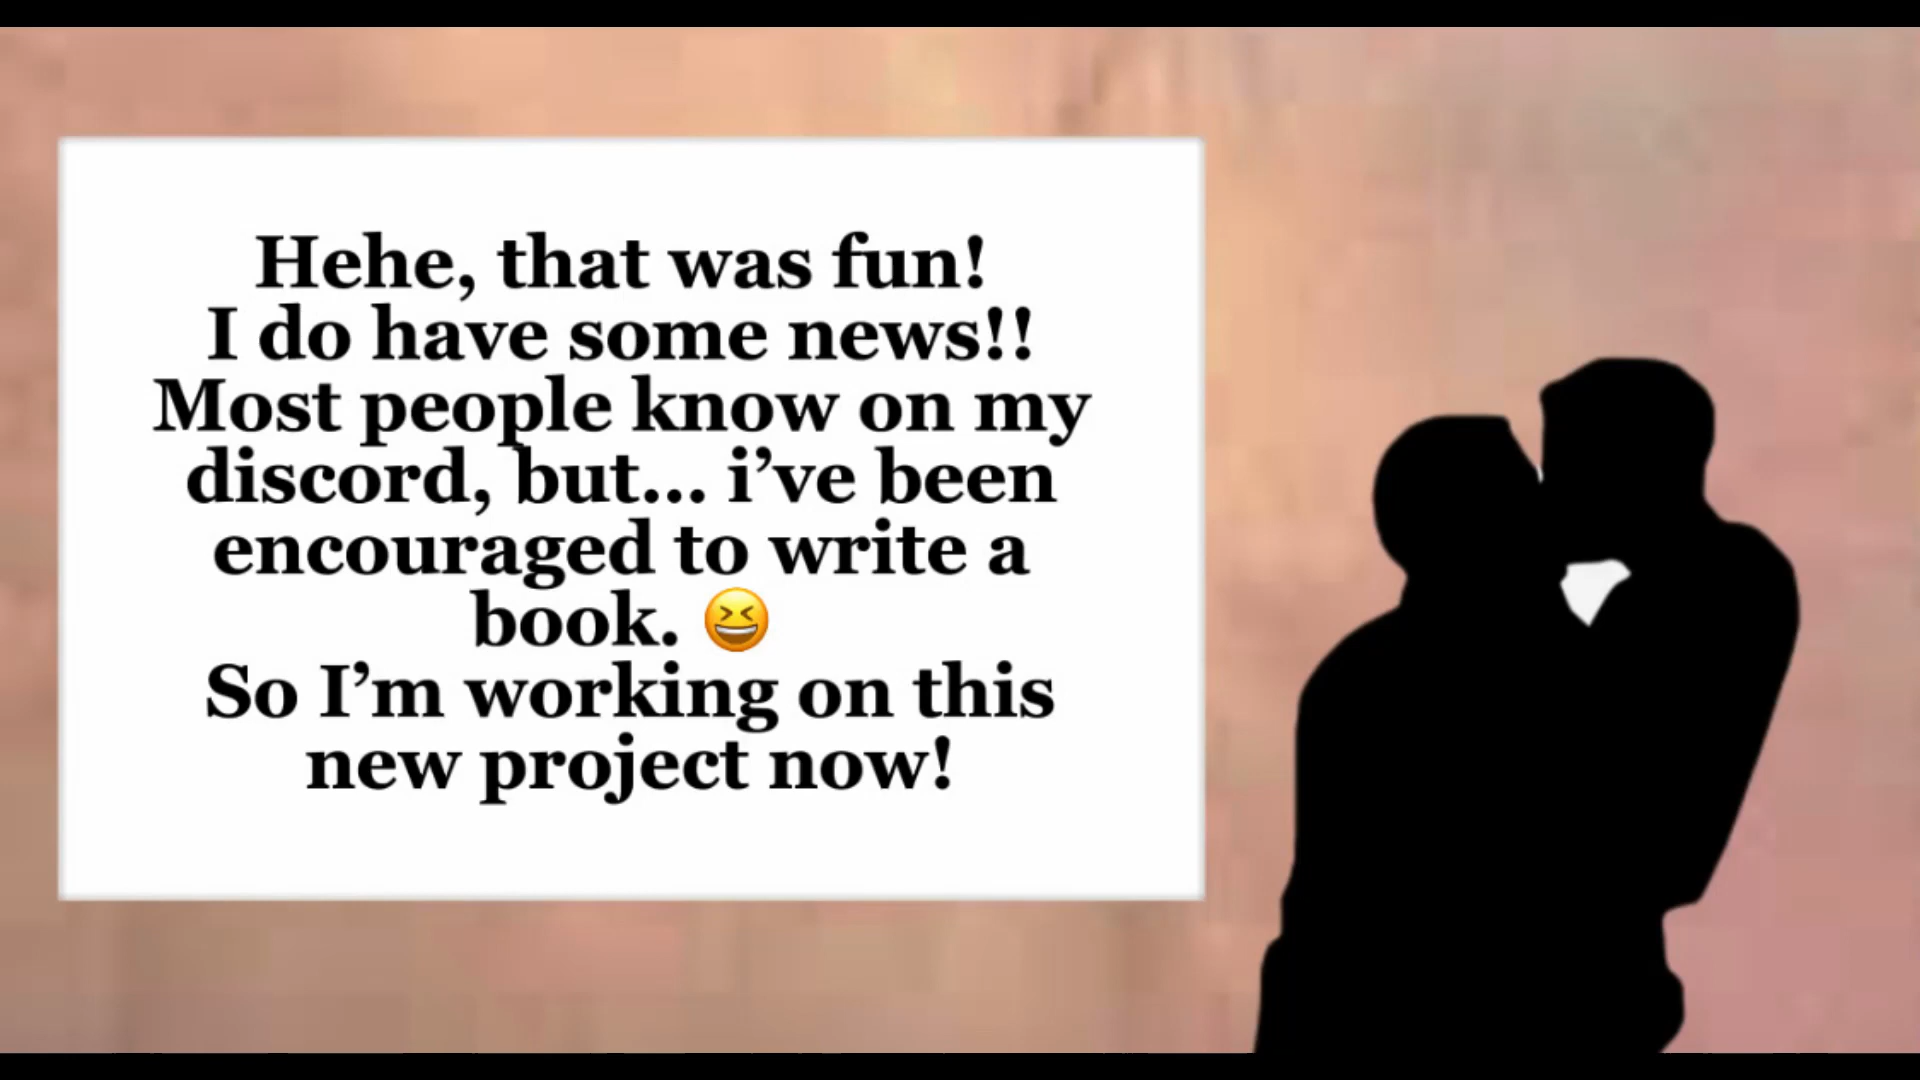 Hehe, that was fun!
I do have some news!!
Most people know on my
discord, but... i’ve been
encouraged to write a
book. 😆
So I’m working on this
new project now!